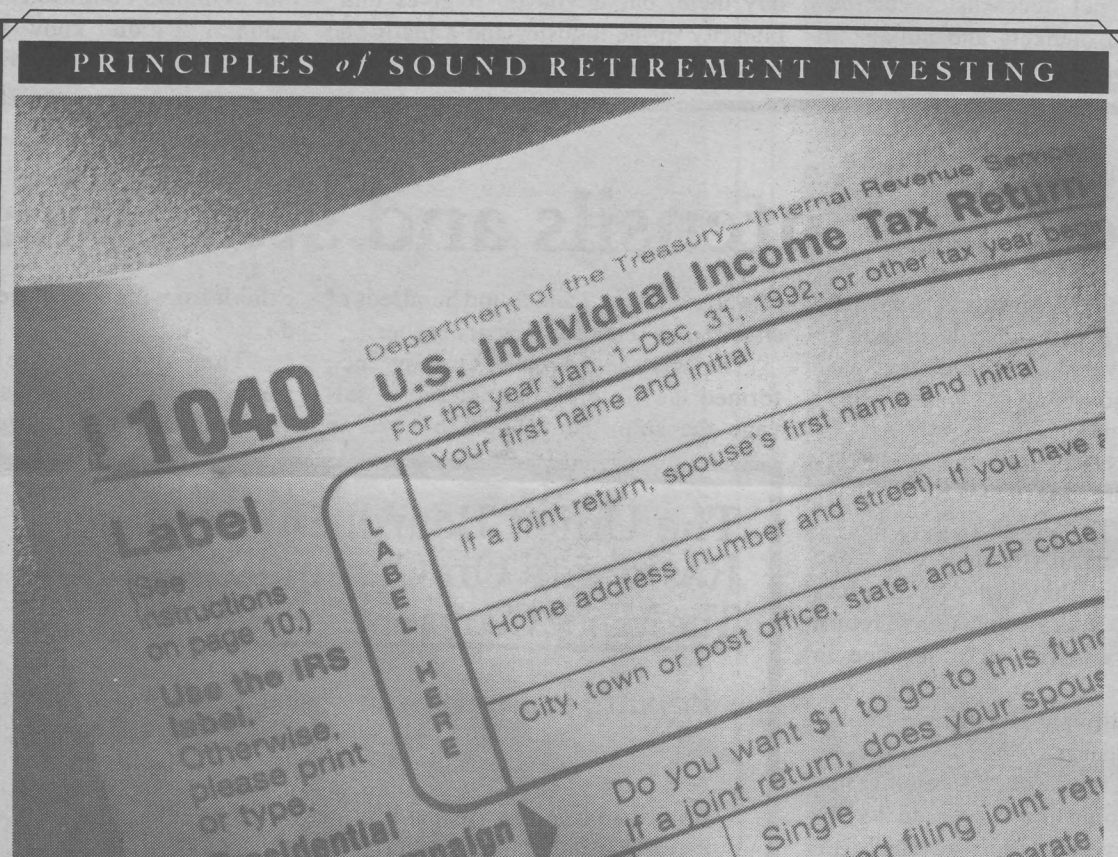 PRINCIPLES of SOUND RETIREMENT INVESTING
Department of the Treasury—Internal Revenue Service
1040
U.S. Individual Income Tax Return
For the year Jan. 1–Dec. 31, 1992, or other tax year
Your first name and initial
If a joint return, spouse's first name and initial
Home address (number and street). If you have a
City, town or post office, state, and ZIP code.
Label
(See
instructions
on page 10.)
Use the IRS
label.
Otherwise,
please print
or type.
LABEL HERE
Do you want $1 to go to this
If a joint return, does your
Single
filing joint